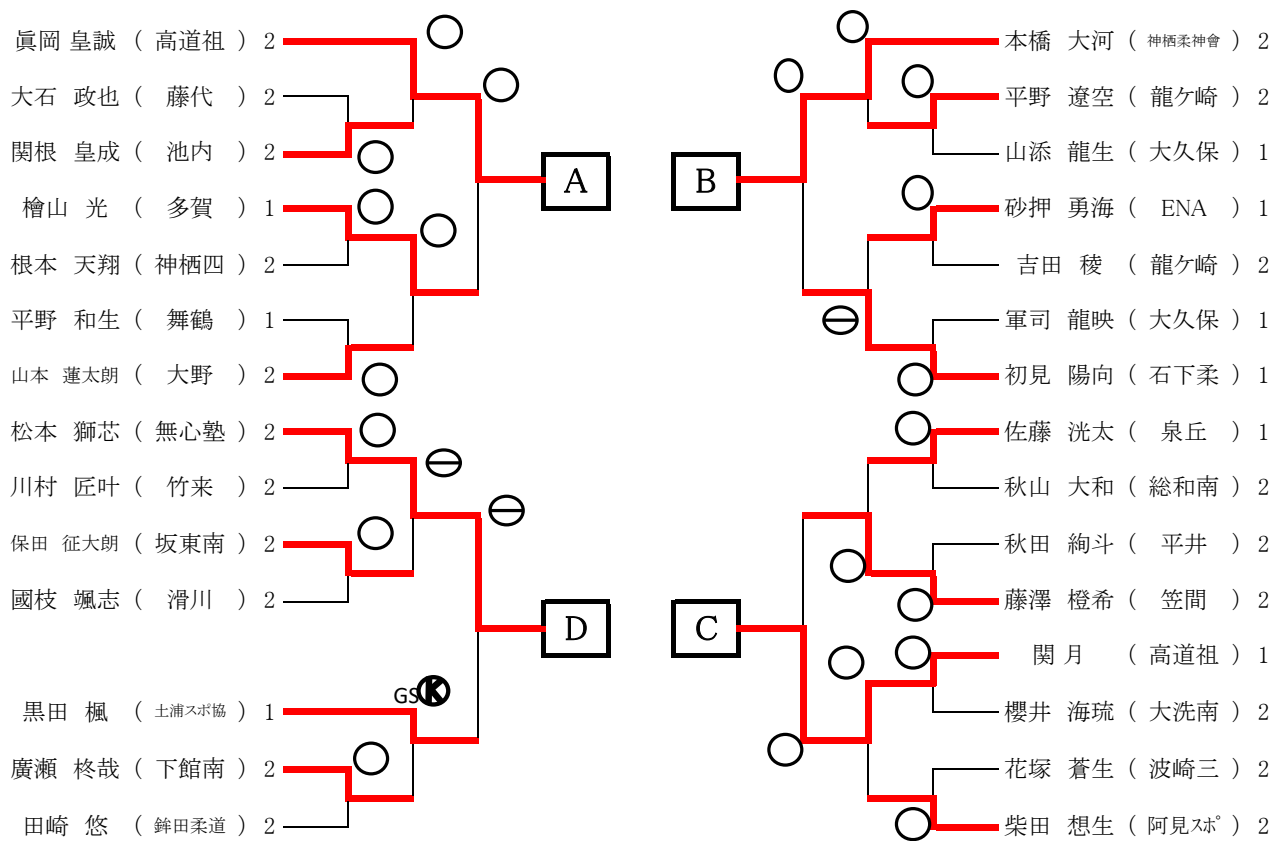 眞岡 皇誠 ( 高道祖 ) 2
大石 政也 ( 藤代 ) 2
関根 皇成 ( 池内 ) 2
檜山 光 ( 多賀 ) 1
根本 天翔 ( 神栖四 ) 2
平野 和生 ( 舞鶴 ) 1
山本 蓮太朗 ( 大野 ) 2
A
松本 獅芯 ( 無心塾 ) 2
川村 匠叶 ( 竹来 ) 2
保田 征大朗 ( 坂東南 ) 2
國枝 颯志 ( 滑川 ) 2
D
GS K
黒田 楓 ( 土浦スポ協 ) 1
廣瀬 柊哉 ( 下館南 ) 2
田崎 悠 ( 鉾田柔道 ) 2
本橋 大河 ( 神栖柔神會 ) 2
平野 遼空 ( 龍ケ崎 ) 2
山添 龍生 ( 大久保 ) 1
B
砂押 勇海 ( ENA ) 1
吉田 稜 ( 龍ケ崎 ) 2
軍司 龍映 ( 大久保 ) 1
初見 陽向 ( 石下柔 ) 1
佐藤 洸太 ( 泉丘 ) 1
秋山 大和 ( 総和南 ) 2
秋田 絢斗 ( 平井 ) 2
藤澤 橙希 ( 笠間 ) 2
C
関 月 ( 高道祖 ) 1
櫻井 海琉 ( 大洗南 ) 2
花塚 蒼生 ( 波崎三 ) 2
柴田 想生 ( 阿見スポ ) 2